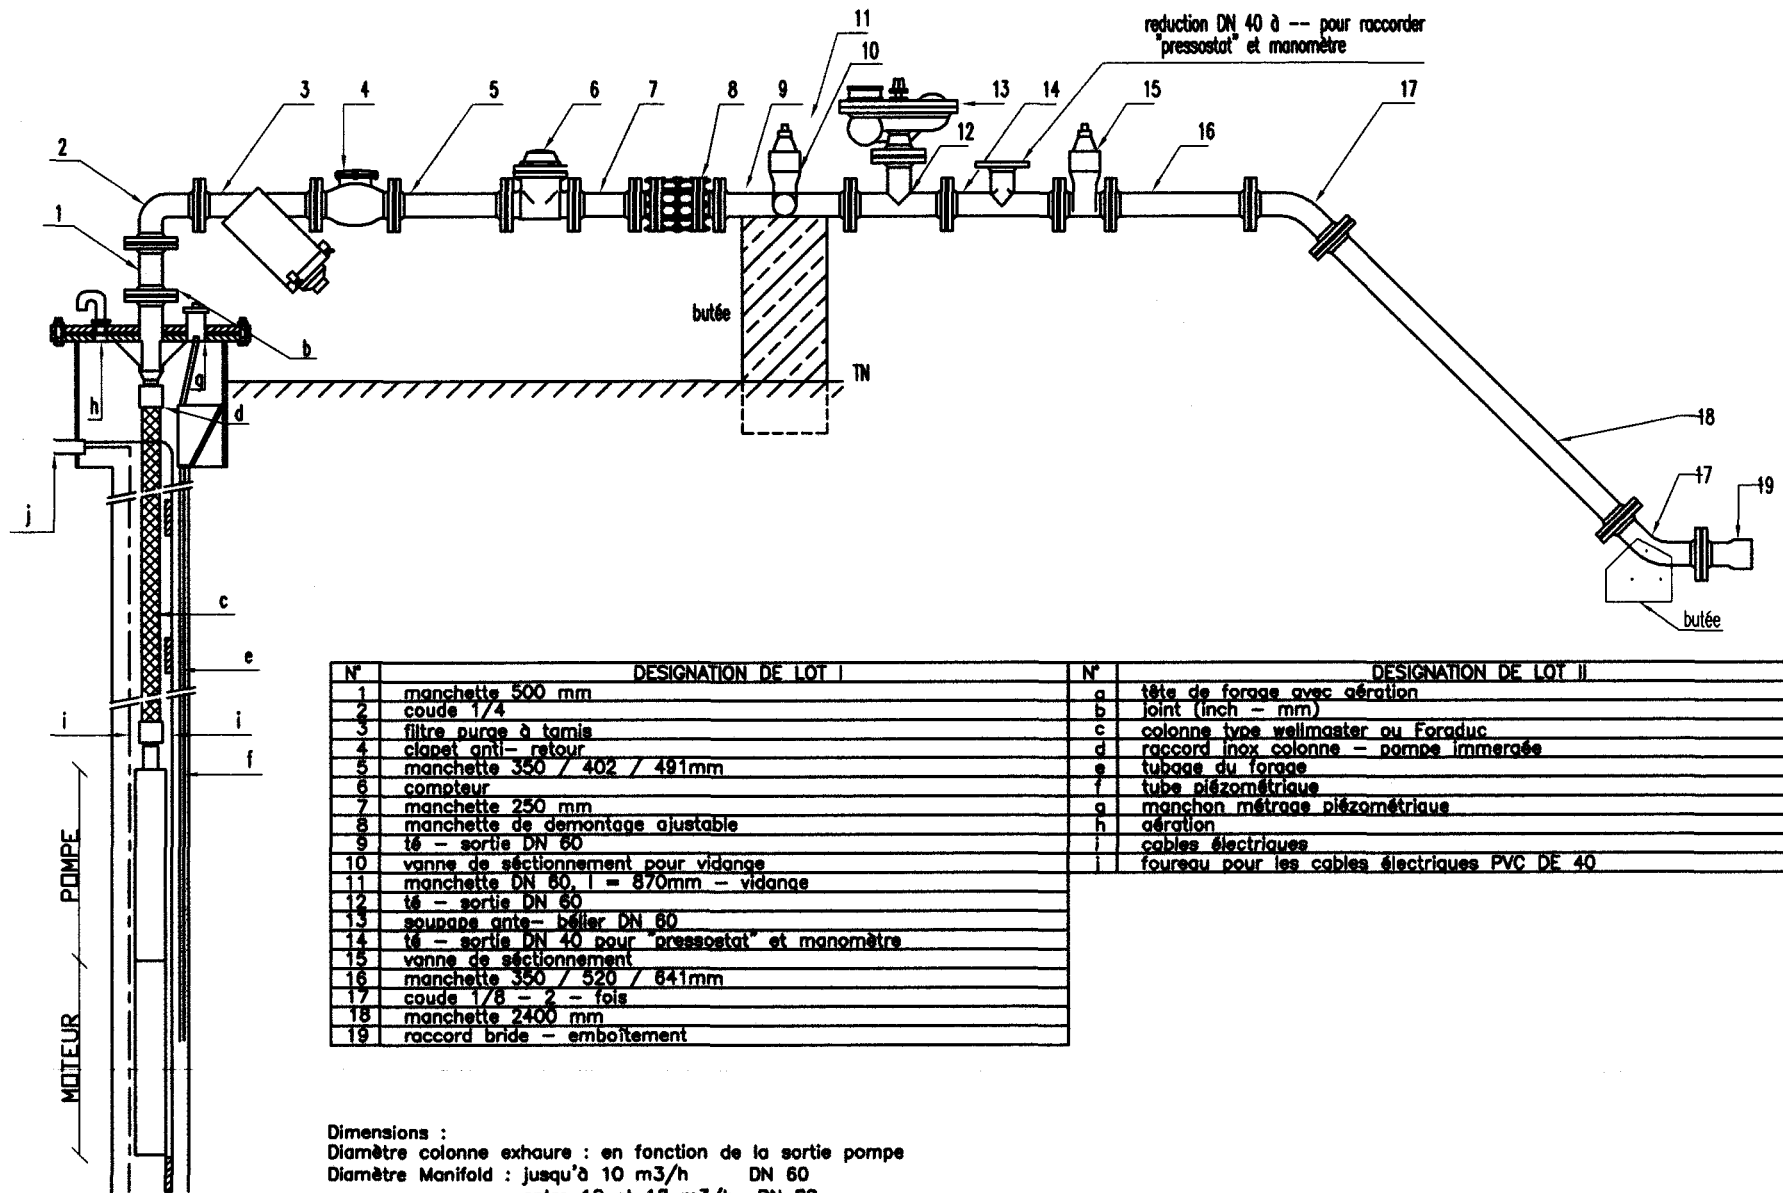 reduction DN 40 à -- pour raccorder
"pressostat" et manomètre
11
10
3
4
5
6
7
8
9
13
14
15
17
2
12
16
1
butée
b
TN
g
h
d
18
17
19
j
c
butée
e
i
i
f
POMPE
MOTEUR
N° DESIGNATION DE LOT I
1 manchette 500 mm
2 coude 1/4
3 filtre purge à tamis
4 clapet anti- retour
5 manchette 350 / 402 / 491mm
6 compteur
7 manchette 250 mm
8 manchette de demontage ajustable
9 té - sortie DN 60
10 vanne de séctionnement pour vidange
11 manchette DN 60, l = 870mm - vidange
12 té - sortie DN 60
13 soupape ante- bélier DN 60
14 té - sortie DN 40 pour "pressostat" et manomètre
15 vanne de séctionnement
16 manchette 350 / 520 / 641mm
17 coude 1/8 - 2 - fois
18 manchette 2400 mm
19 raccord bride - emboîtement
N° DESIGNATION DE LOT II
a tête de forage avec aération
b joint (inch - mm)
c colonne type wellmaster ou Foraduc
d raccord inox colonne - pompe immergée
e tubage du forage
f tube piézométrique
g manchon métrage piézométrique
h aération
i cables électriques
j foureau pour les cables électriques PVC DE 40
Dimensions :
Diamètre colonne exhaure : en fonction de la sortie pompe
Diamètre Manifold : jusqu'à 10 m3/h DN 60